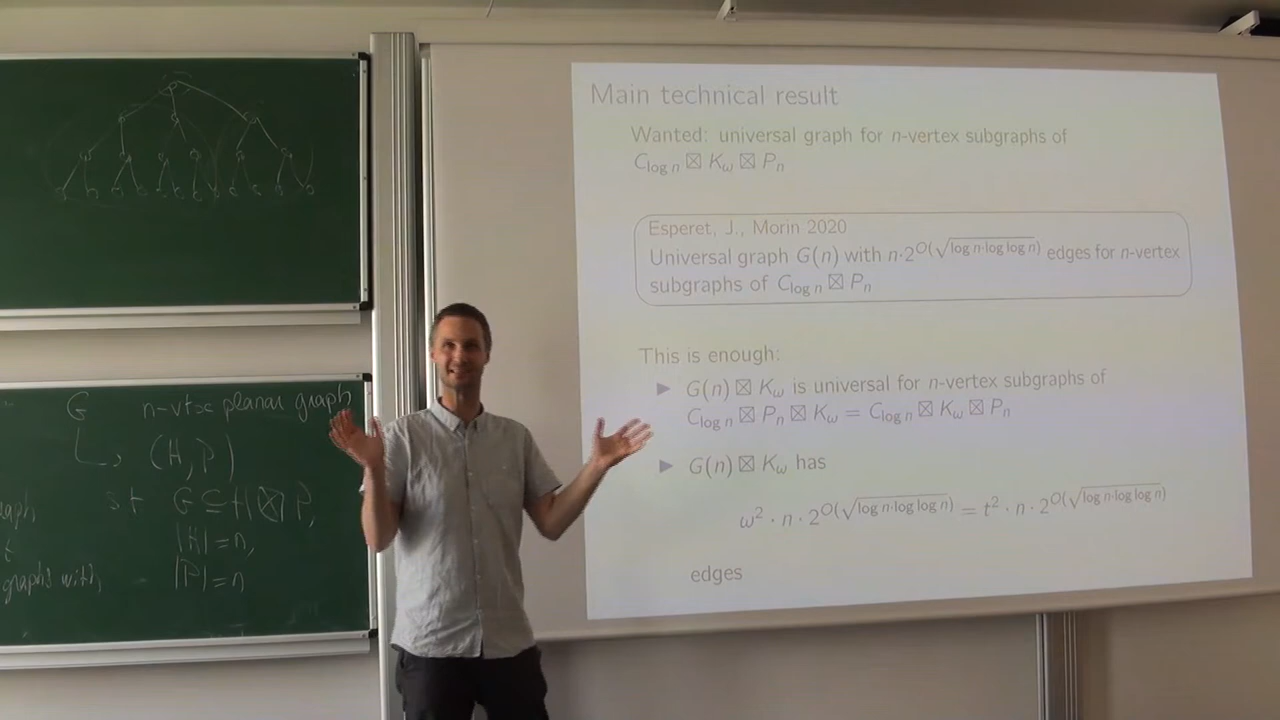 G n-vtx planar graph
↳ (H,P)
s.t G ⊆ H ⊠ P,
|H|=n,
graphs with |P|=n
Main technical result
Wanted: universal graph for n-vertex subgraphs of
C_{log n} ⊠ K_ω ⊠ P_n
Esperet, J., Morin 2020
Universal graph G(n) with n·2^{O(√(log n·log log n))} edges for n-vertex
subgraphs of C_{log n} ⊠ P_n
This is enough:
▶ G(n) ⊠ K_ω is universal for n-vertex subgraphs of
C_{log n} ⊠ P_n ⊠ K_ω = C_{log n} ⊠ K_ω ⊠ P_n
▶ G(n) ⊠ K_ω has
ω² · n · 2^{O(√(log n·log log n))} = t² · n · 2^{O(√(log n·log log n))}
edges